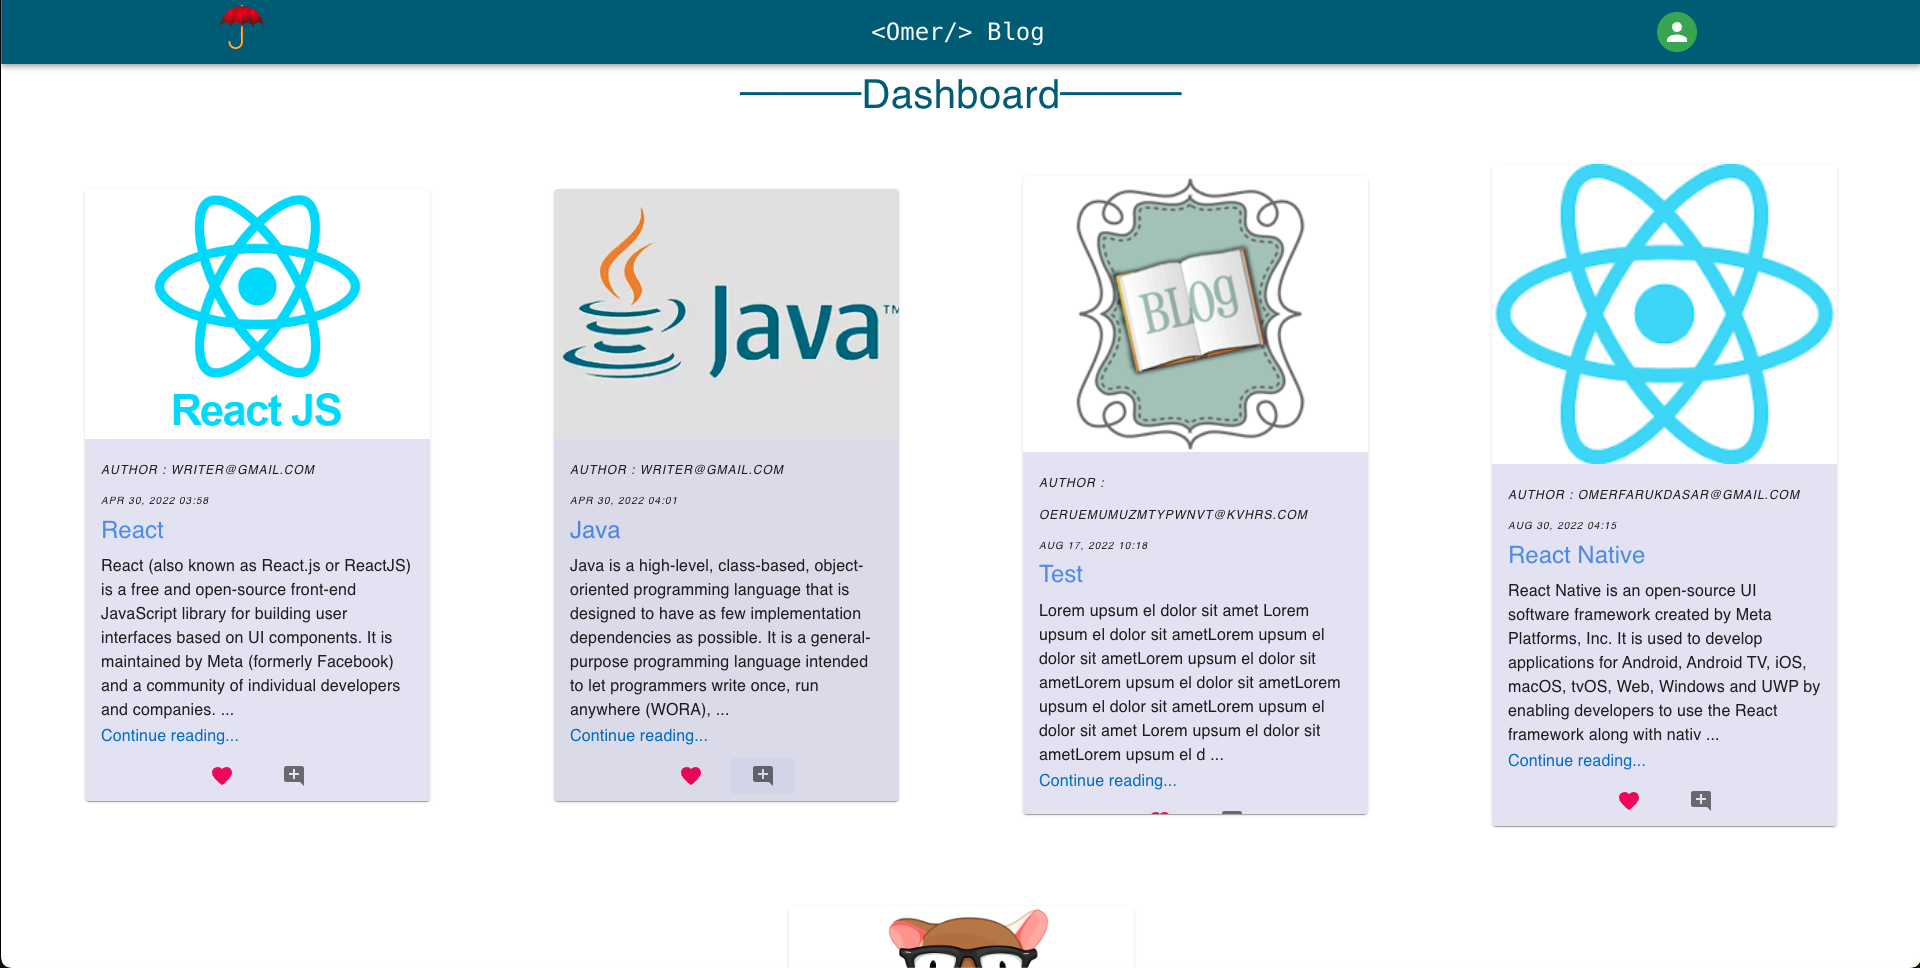 <Omer/> Blog
Dashboard
React JS
AUTHOR : WRITER@GMAIL.COM
APR 30, 2022 03:58
React
React (also known as React.js or ReactJS)
is a free and open-source front-end
JavaScript library for building user
interfaces based on UI components. It is
maintained by Meta (formerly Facebook)
and a community of individual developers
and companies. ...
Continue reading...
Java™
AUTHOR : WRITER@GMAIL.COM
APR 30, 2022 04:01
Java
Java is a high-level, class-based, object-
oriented programming language that is
designed to have as few implementation
dependencies as possible. It is a general-
purpose programming language intended
to let programmers write once, run
anywhere (WORA), ...
Continue reading...
BLOg
AUTHOR :
OERUEMUMUZMTYPWNVT@KVHRS.COM
AUG 17, 2022 10:18
Test
Lorem upsum el dolor sit amet Lorem
upsum el dolor sit ametLorem upsum el
dolor sit ametLorem upsum el dolor sit
ametLorem upsum el dolor sit ametLorem
upsum el dolor sit ametLorem upsum el
dolor sit amet Lorem upsum el dolor sit
ametLorem upsum el d ...
Continue reading...
AUTHOR : OMERFARUKDASAR@GMAIL.COM
AUG 30, 2022 04:15
React Native
React Native is an open-source UI
software framework created by Meta
Platforms, Inc. It is used to develop
applications for Android, Android TV, iOS,
macOS, tvOS, Web, Windows and UWP by
enabling developers to use the React
framework along with nativ ...
Continue reading...